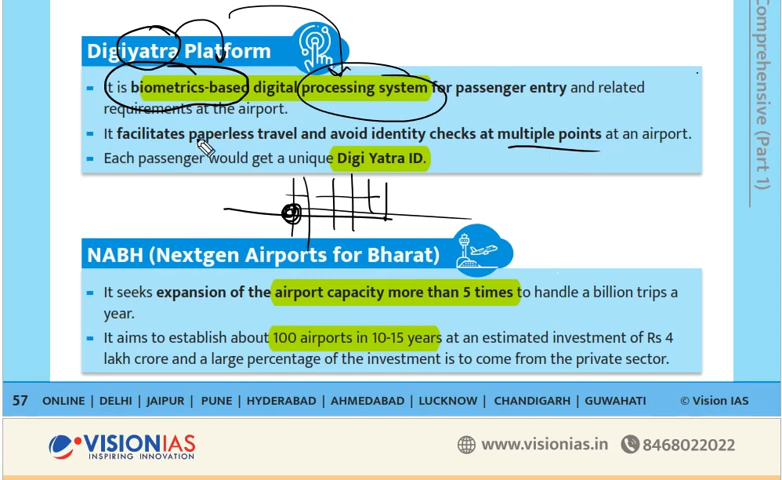 Digiyatra Platform
It is biometrics-based digital processing system for passenger entry and related
requirements at the airport.
It facilitates paperless travel and avoid identity checks at multiple points at an airport.
Each passenger would get a unique Digi Yatra ID.
NABH (Nextgen Airports for Bharat)
It seeks expansion of the airport capacity more than 5 times to handle a billion trips a
year.
It aims to establish about 100 airports in 10-15 years at an estimated investment of Rs 4
lakh crore and a large percentage of the investment is to come from the private sector.
Comprehensive (Part 1)
57 ONLINE | DELHI | JAIPUR | PUNE | HYDERABAD | AHMEDABAD | LUCKNOW | CHANDIGARH | GUWAHATI © Vision IAS
VISIONIAS
INSPIRING INNOVATION
www.visionias.in 8468022022